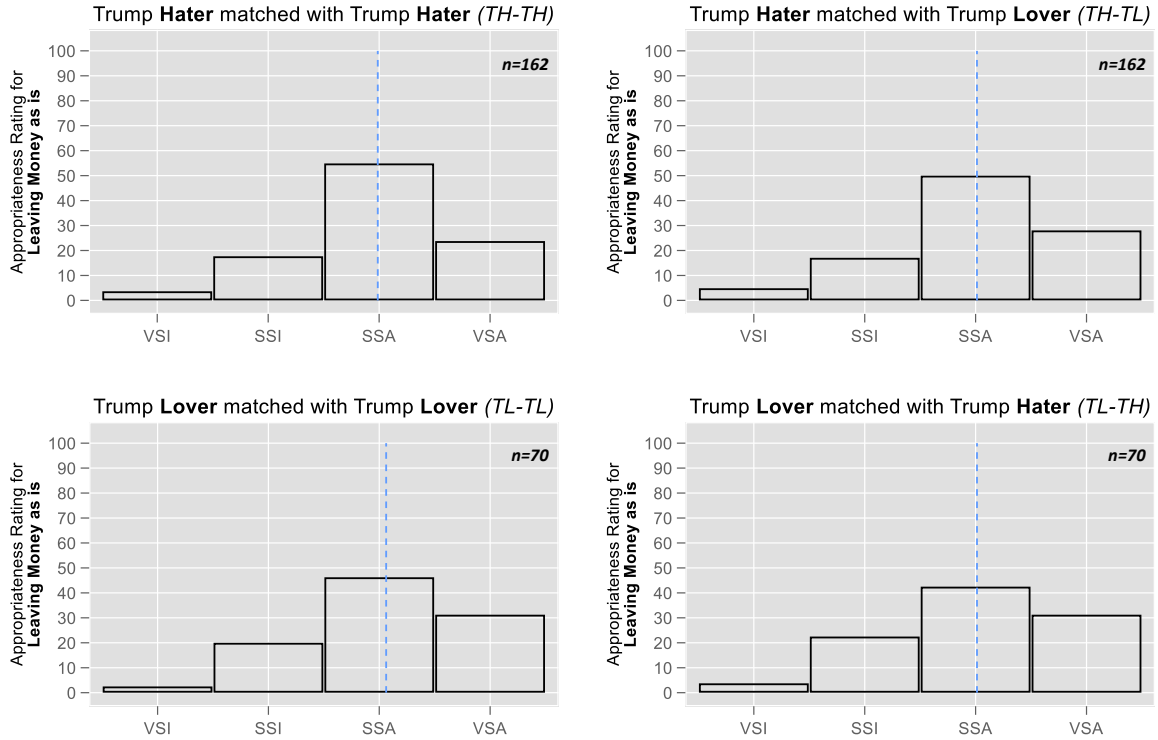 Trump Hater matched with Trump Hater (TH-TH)
Appropriateness Rating for
Leaving Money as is
100
90
80
70
60
50
40
30
20
10
0
n=162
VSI SSI SSA VSA
Trump Hater matched with Trump Lover (TH-TL)
Appropriateness Rating for
Leaving Money as is
100
90
80
70
60
50
40
30
20
10
0
n=162
VSI SSI SSA VSA
Trump Lover matched with Trump Lover (TL-TL)
Appropriateness Rating for
Leaving Money as is
100
90
80
70
60
50
40
30
20
10
0
n=70
VSI SSI SSA VSA
Trump Lover matched with Trump Hater (TL-TH)
Appropriateness Rating for
Leaving Money as is
100
90
80
70
60
50
40
30
20
10
0
n=70
VSI SSI SSA VSA